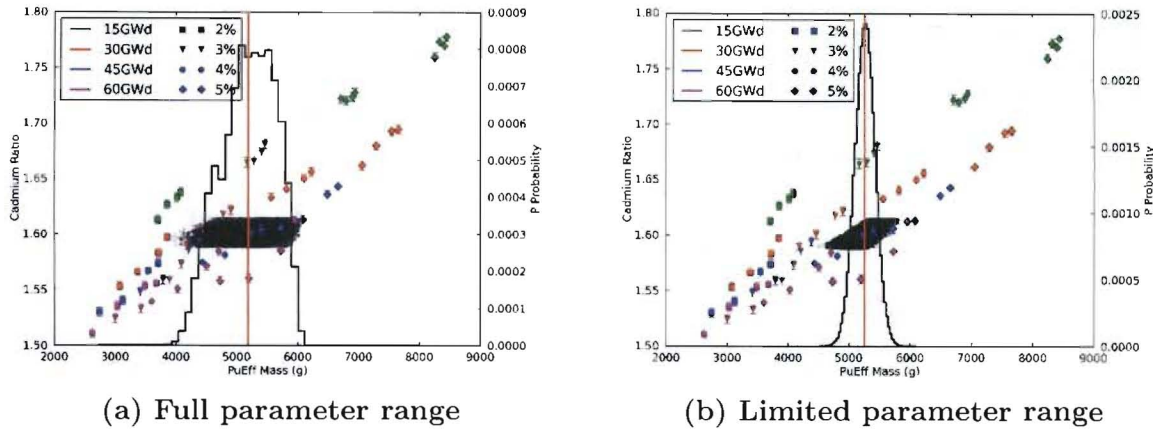 1.80
1.75
1.70
1.65
1.60
1.55
1.50
Cadmium Ratio
15GWd 2%
30GWd 3%
45GWd 4%
60GWd 5%
0.0009
0.0008
0.0007
0.0006
0.0005
0.0004
0.0003
0.0002
0.0001
0.0000
P Probability
2000 3000 4000 5000 6000 7000 8000 9000
PuEff Mass (g)
(a) Full parameter range
1.80
1.75
1.70
1.65
1.60
1.55
1.50
Cadmium Ratio
15GWd 2%
30GWd 3%
45GWd 4%
60GWd 5%
0.0025
0.0020
0.0015
0.0010
0.0005
0.0000
P Probability
2000 3000 4000 5000 6000 7000 8000 9000
PuEff Mass (g)
(b) Limited parameter range